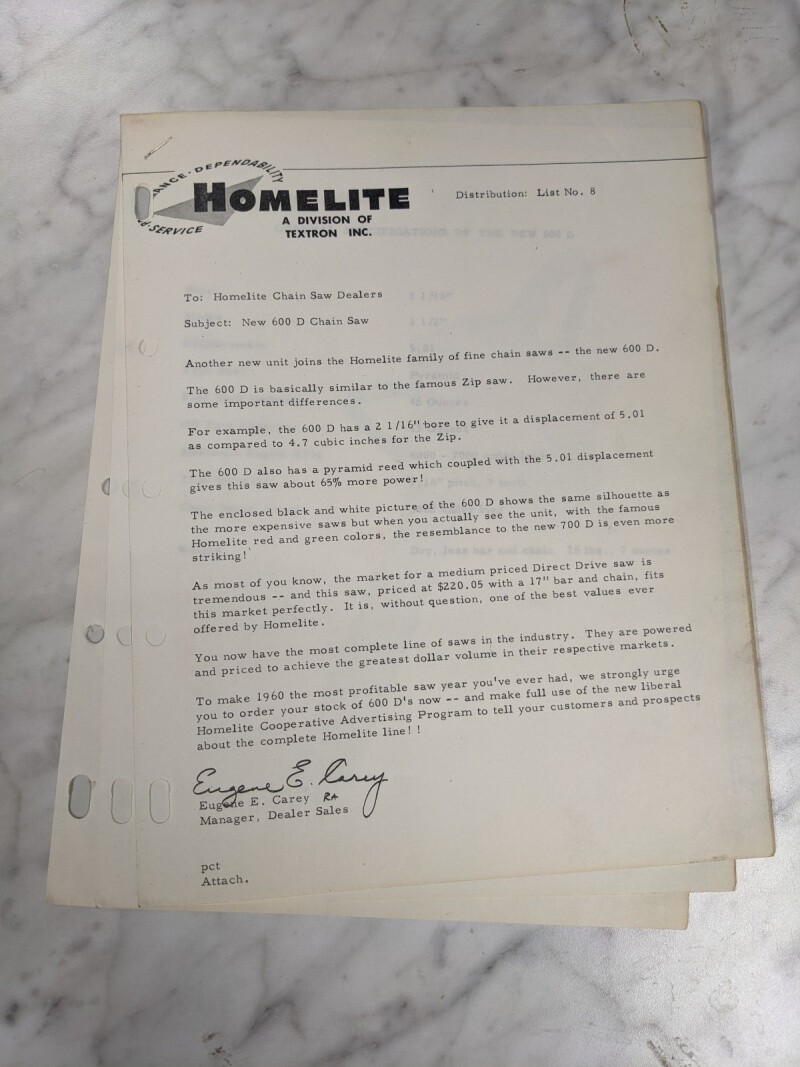 ANCE · DEPENDABILITY
HOMELITE
SERVICE
A DIVISION OF
TEXTRON INC.
Distribution: List No. 8
To: Homelite Chain Saw Dealers
Subject: New 600 D Chain Saw
Another new unit joins the Homelite family of fine chain saws -- the new 600 D.
The 600 D is basically similar to the famous Zip saw. However, there are
some important differences.
For example, the 600 D has a 2 1/16" bore to give it a displacement of 5.01
as compared to 4.7 cubic inches for the Zip.
The 600 D also has a pyramid reed which coupled with the 5.01 displacement
gives this saw about 65% more power!
The enclosed black and white picture of the 600 D shows the same silhouette as
the more expensive saws but when you actually see the unit, with the famous
Homelite red and green colors, the resemblance to the new 700 D is even more
striking!
As most of you know, the market for a medium priced Direct Drive saw is
tremendous -- and this saw, priced at $220.05 with a 17" bar and chain, fits
this market perfectly. It is, without question, one of the best values ever
offered by Homelite.
You now have the most complete line of saws in the industry. They are powered
and priced to achieve the greatest dollar volume in their respective markets.
To make 1960 the most profitable saw year you've ever had, we strongly urge
you to order your stock of 600 D's now -- and make full use of the new liberal
Homelite Cooperative Advertising Program to tell your customers and prospects
about the complete Homelite line! !
Eugene E. Carey
Eugene E. Carey RA
Manager, Dealer Sales
pct
Attach.